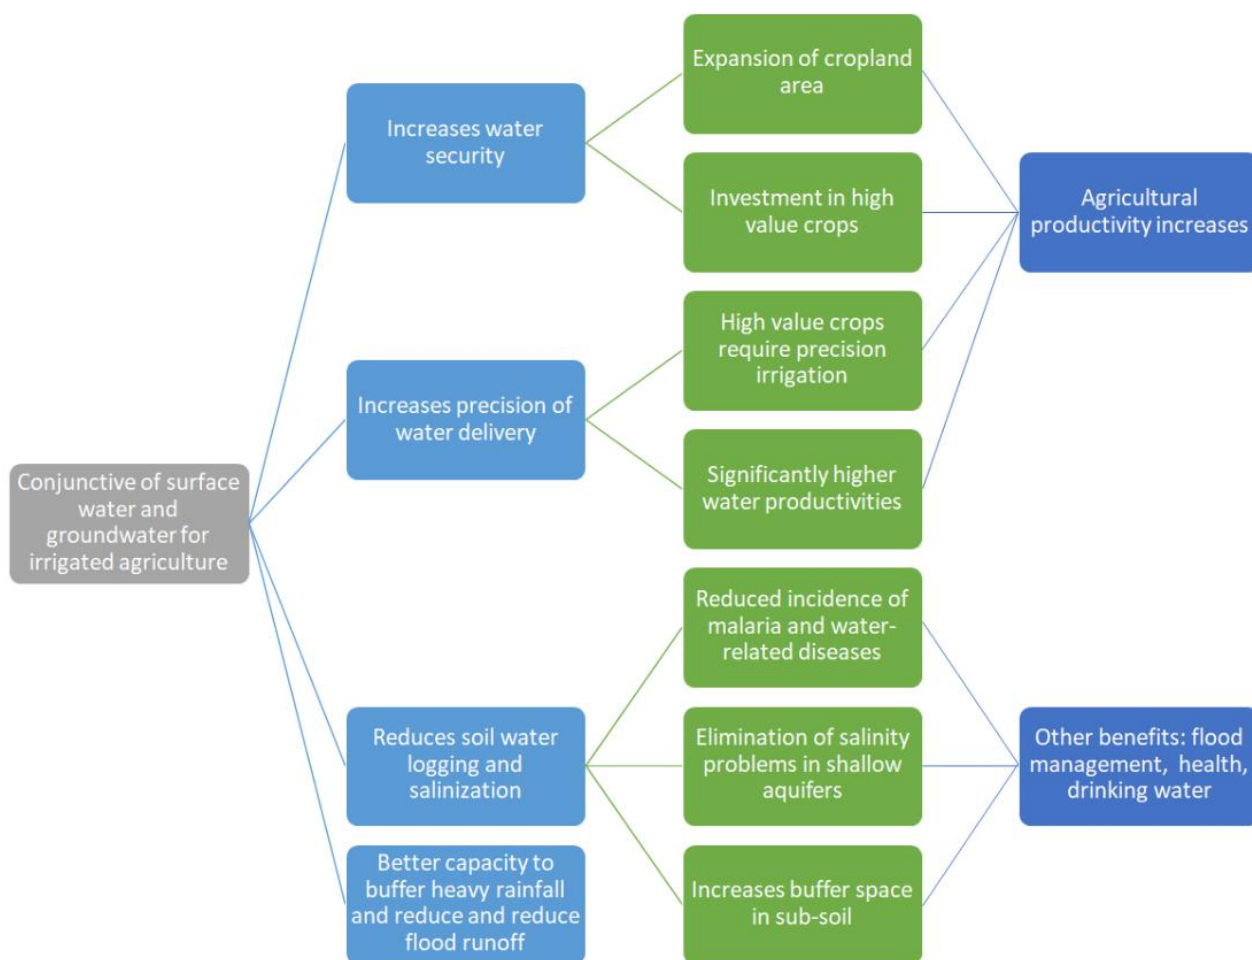 Conjunctive of surface
water and
groundwater for
irrigated agriculture
Increases water
security
Increases precision of
water delivery
Reduces soil water
logging and
salinization
Better capacity to
buffer heavy rainfall
and reduce and reduce
flood runoff
Expansion of cropland
area
Investment in high
value crops
High value crops
require precision
irrigation
Significantly higher
water productivities
Reduced incidence of
malaria and water-
related diseases
Elimination of salinity
problems in shallow
aquifers
Increases buffer space
in sub-soil
Agricultural
productivity increases
Other benefits: flood
management, health,
drinking water